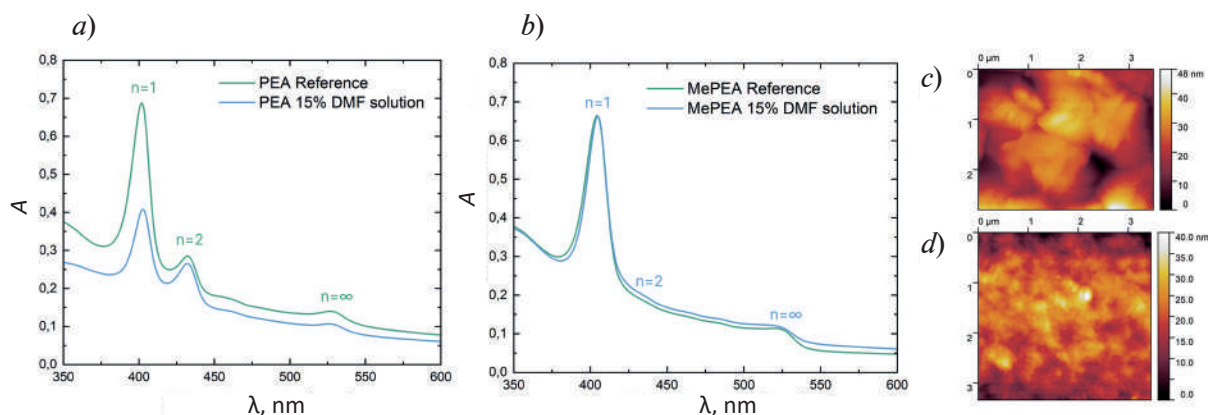 a)
0,8
0,7
0,6
0,5
0,4
0,3
0,2
0,1
0,0
A
n=1
PEA Reference
PEA 15% DMF solution
n=2
n=∞
350 400 450 500 550 600
λ, nm
b)
0,8
0,7
0,6
0,5
0,4
0,3
0,2
0,1
0,0
A
n=1
MePEA Reference
MePEA 15% DMF solution
n=2
n=∞
350 400 450 500 550 600
λ, nm
c)
0 µm 1 2 3
0
1
2
48 nm
40
30
20
10
0
d)
0 µm 1 2 3
0
1
2
3
40.0 nm
30.0
25.0
20.0
15.0
10.0
0.0